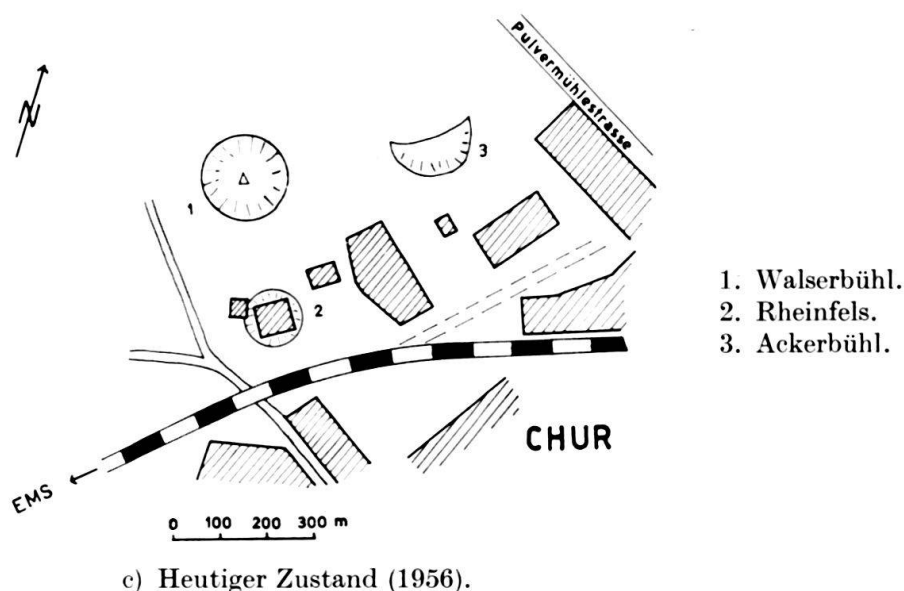 N
Pulvermühlestrasse
1
2
3
1. Walserbühl.
2. Rheinfels.
3. Ackerbühl.
CHUR
EMS
0 100 200 300 m
c) Heutiger Zustand (1956).